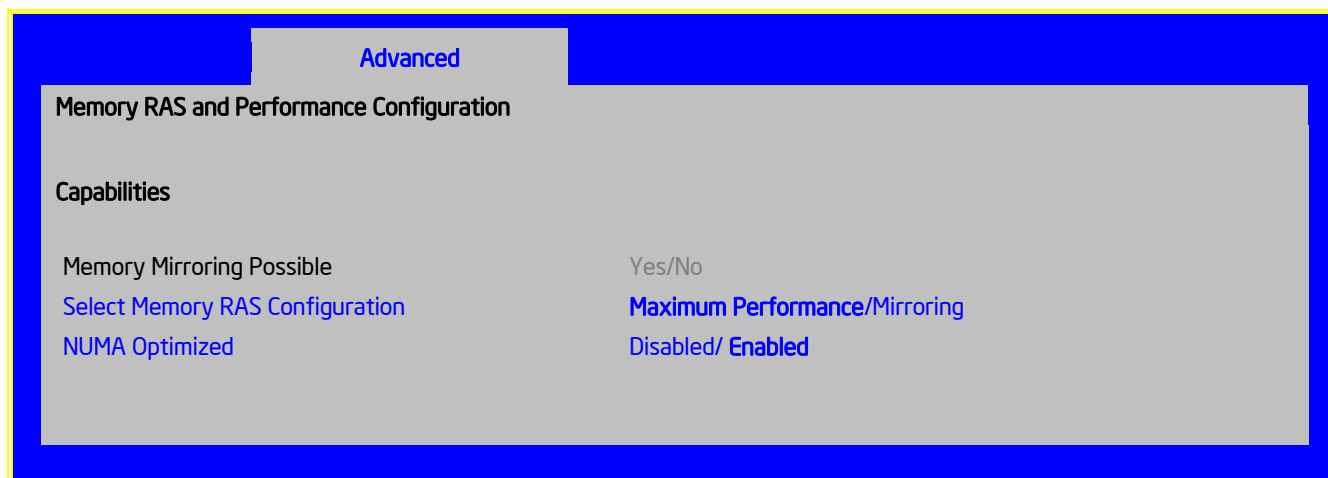 Advanced
Memory RAS and Performance Configuration
Capabilities
Memory Mirroring Possible Yes/No
Select Memory RAS Configuration Maximum Performance/Mirroring
NUMA Optimized Disabled/ Enabled